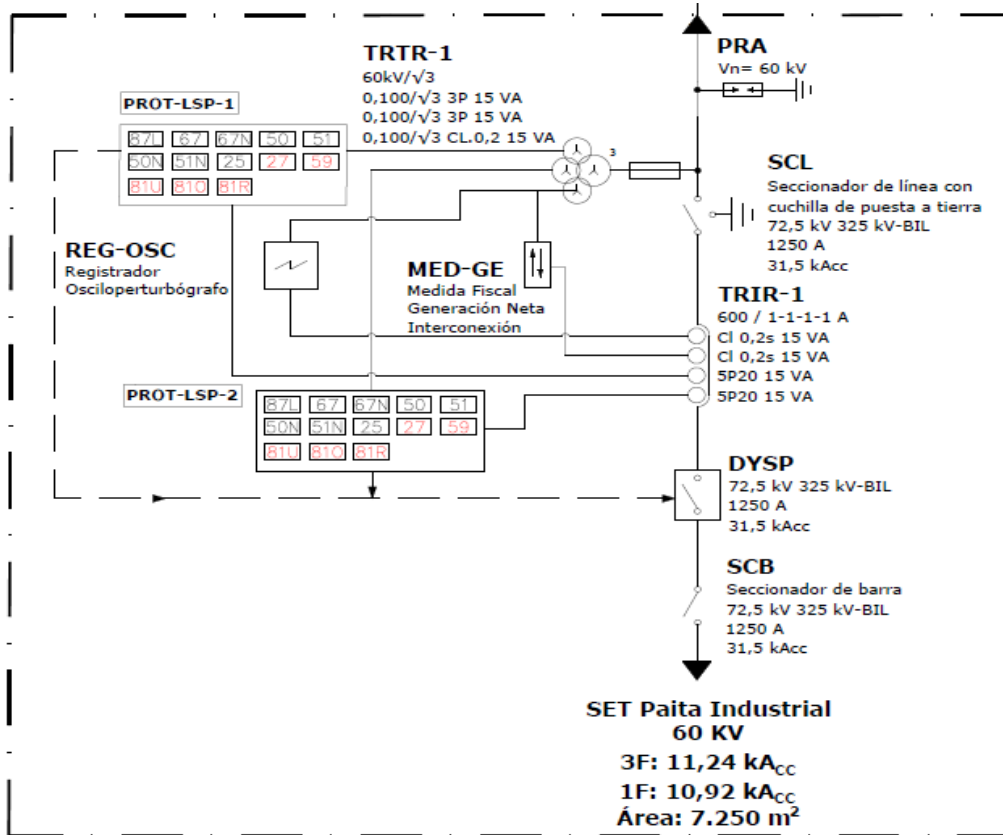 TRTR-1
60kV/√3
0,100/√3 3P 15 VA
0,100/√3 3P 15 VA
0,100/√3 CL.0,2 15 VA
PRA
Vn= 60 kV
PROT-LSP-1
87L 67 67N 50 51
50N 51N 25 27 59
81U 81O 81R
3
SCL
Seccionador de línea con
cuchilla de puesta a tierra
72,5 kV 325 kV-BIL
1250 A
31,5 kAcc
REG-OSC
Registrador
Osciloperturbógrafo
MED-GE
Medida Fiscal
Generación Neta
Interconexión
TRIR-1
600 / 1-1-1-1 A
Cl 0,2s 15 VA
Cl 0,2s 15 VA
5P20 15 VA
5P20 15 VA
PROT-LSP-2
87L 67 67N 50 51
50N 51N 25 27 59
81U 81O 81R
DYSP
72,5 kV 325 kV-BIL
1250 A
31,5 kAcc
SCB
Seccionador de barra
72,5 kV 325 kV-BIL
1250 A
31,5 kAcc
SET Paita Industrial
60 KV
3F: 11,24 kACC
1F: 10,92 kACC
Área: 7.250 m²